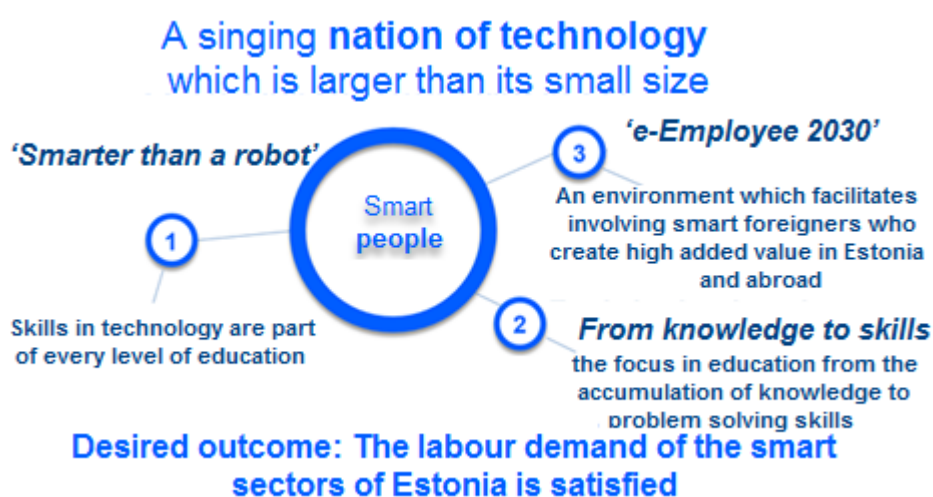 A singing nation of technology
which is larger than its small size
‘Smarter than a robot’
1
Skills in technology are part
of every level of education
Smart
people
3
‘e-Employee 2030’
An environment which facilitates
involving smart foreigners who
create high added value in Estonia
and abroad
2
From knowledge to skills
the focus in education from the
accumulation of knowledge to
problem solving skills
Desired outcome: The labour demand of the smart
sectors of Estonia is satisfied